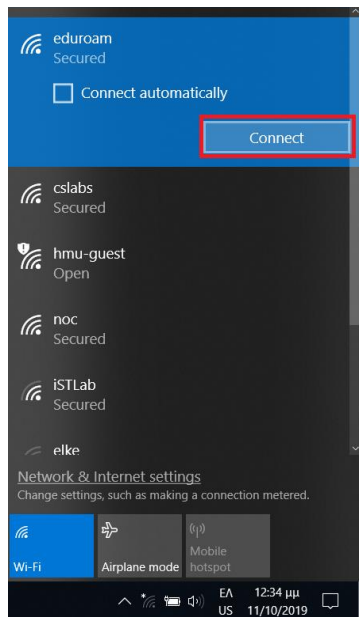 eduroam
Secured
Connect automatically
Connect
cslabs
Secured
hmu-guest
Open
noc
Secured
iSTLab
Secured
elke
Network & Internet settings
Change settings, such as making a connection metered.
Wi-Fi
Airplane mode
Mobile
hotspot
ΕΛ 12:34 μμ
US 11/10/2019